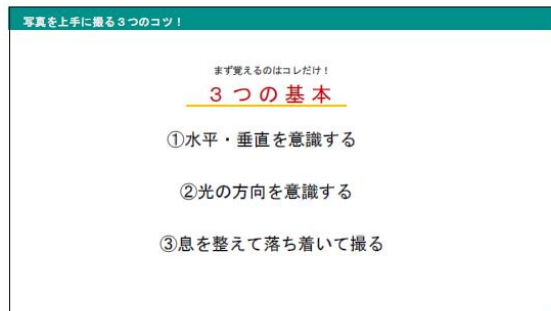 写真を上手に撮る３つのコツ！
まず覚えるのはコレだけ！
３つの基本
①水平・垂直を意識する
②光の方向を意識する
③息を整えて落ち着いて撮る